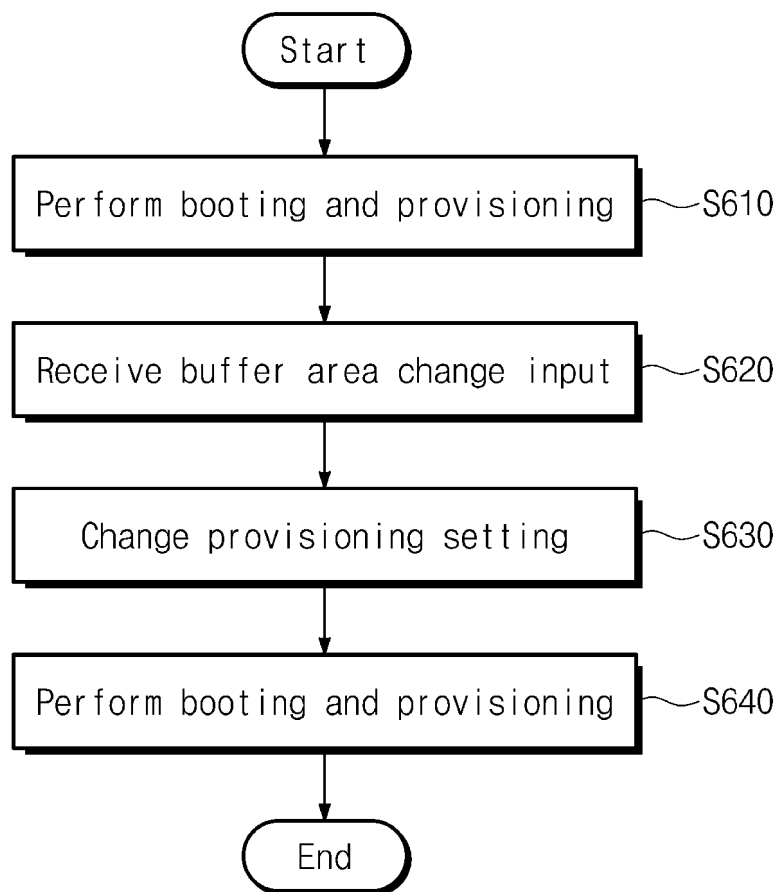 Start
Perform booting and provisioning
S610
Receive buffer area change input
S620
Change provisioning setting
S630
Perform booting and provisioning
S640
End